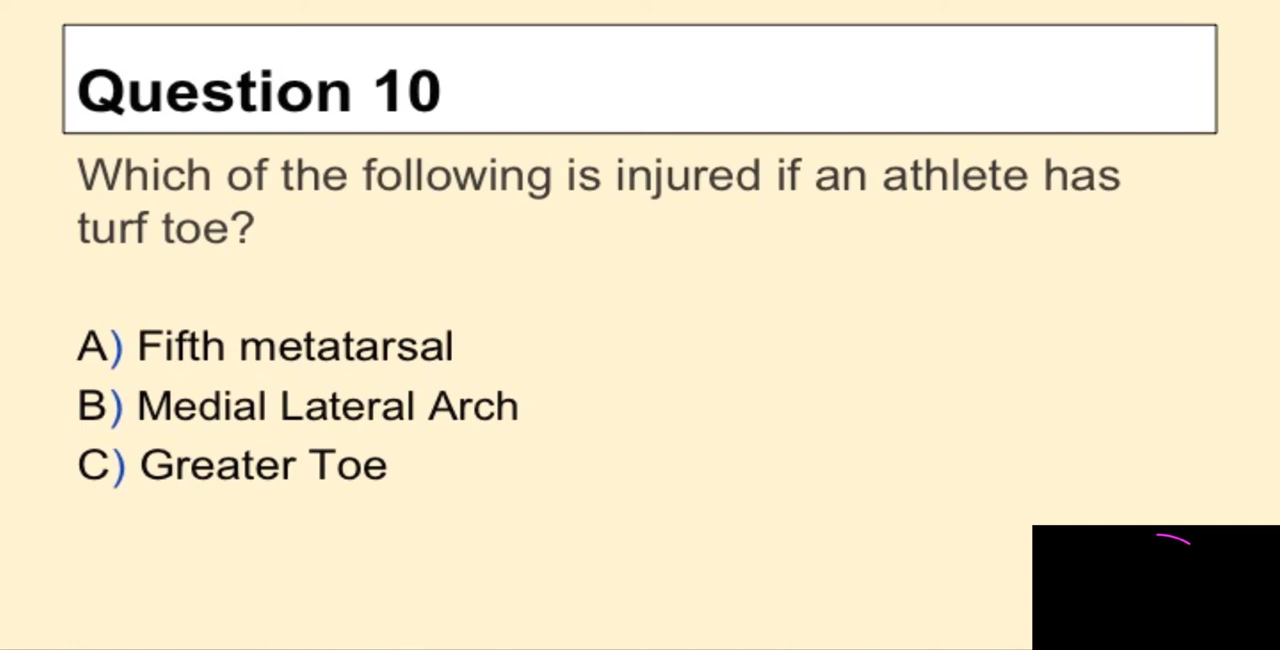 Question 10
Which of the following is injured if an athlete has
turf toe?
A) Fifth metatarsal
B) Medial Lateral Arch
C) Greater Toe